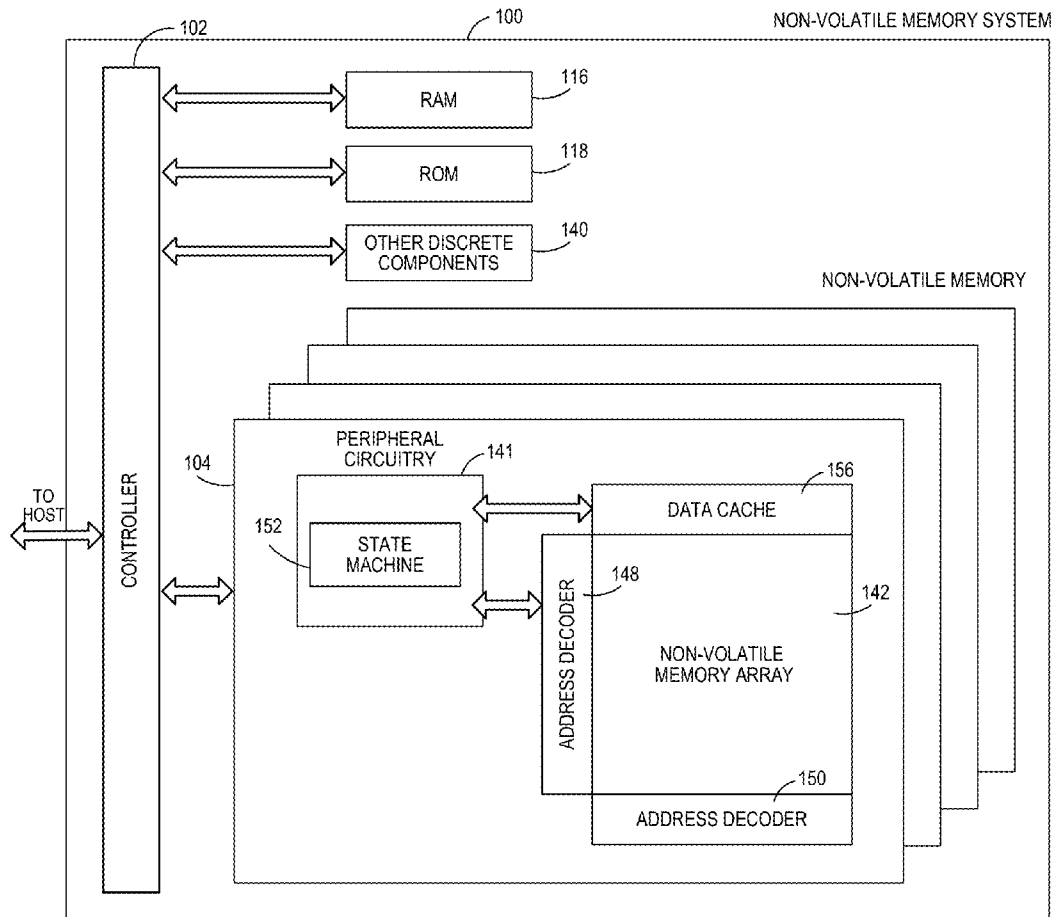 NON-VOLATILE MEMORY SYSTEM
100
102
RAM
116
ROM
118
OTHER DISCRETE
COMPONENTS
140
NON-VOLATILE MEMORY
PERIPHERAL
CIRCUITRY
141
104
156
DATA CACHE
TO
HOST
CONTROLLER
152
STATE
MACHINE
148
142
ADDRESS DECODER
NON-VOLATILE
MEMORY ARRAY
150
ADDRESS DECODER